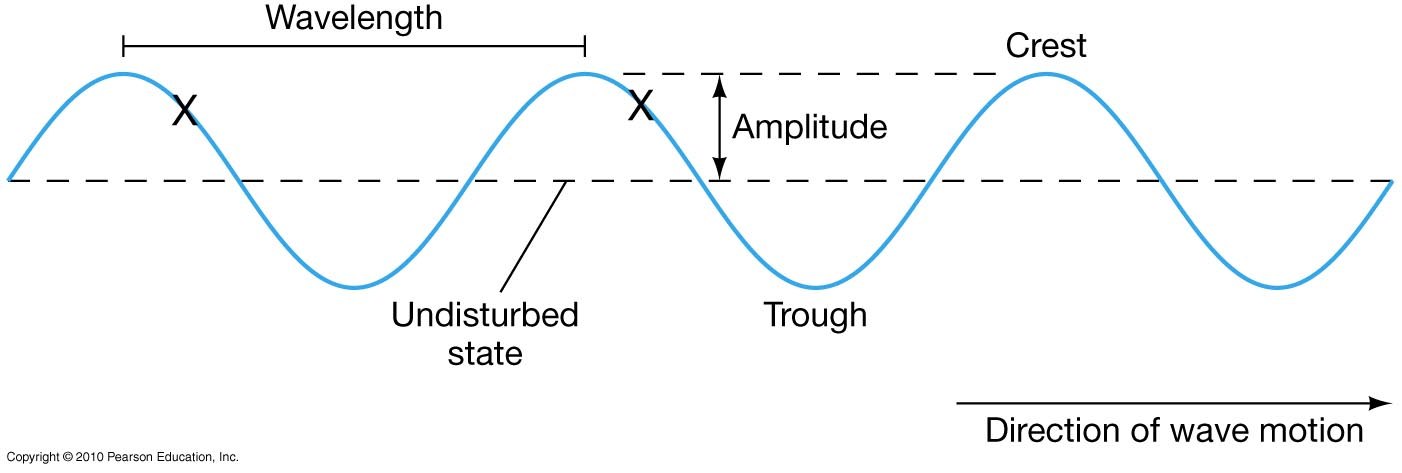 Wavelength
Crest
X
X
Amplitude
Undisturbed
state
Trough
Direction of wave motion
Copyright © 2010 Pearson Education, Inc.